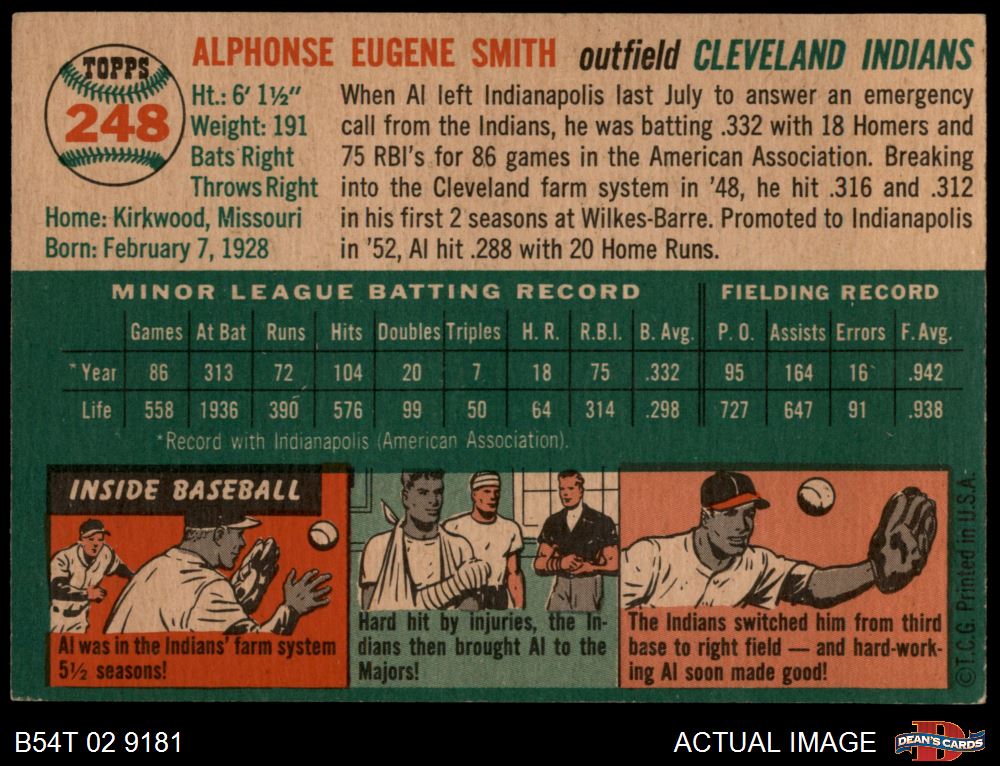 TOPPS
248
ALPHONSE EUGENE SMITH outfield CLEVELAND INDIANS
Ht.: 6' 1½"
Weight: 191
Bats Right
Throws Right
Home: Kirkwood, Missouri
Born: February 7, 1928
When Al left Indianapolis last July to answer an emergency
call from the Indians, he was batting .332 with 18 Homers and
75 RBI's for 86 games in the American Association. Breaking
into the Cleveland farm system in '48, he hit .316 and .312
in his first 2 seasons at Wilkes-Barre. Promoted to Indianapolis
in '52, Al hit .288 with 20 Home Runs.
MINOR LEAGUE BATTING RECORD FIELDING RECORD
Games At Bat Runs Hits Doubles Triples H. R. R.B.I. B. Avg. P. O. Assists Errors F. Avg.
*Year 86 313 72 104 20 7 18 75 .332 95 164 16 .942
Life 558 1936 390 576 99 50 64 314 .298 727 647 91 .938
*Record with Indianapolis (American Association).
INSIDE BASEBALL
Al was in the Indians' farm system
5½ seasons!
Hard hit by injuries, the In-
dians then brought Al to the
Majors!
The Indians switched him from third
base to right field — and hard-work-
ing Al soon made good!
©T.C.G. Printed in U.S.A.
B54T 02 9181
ACTUAL IMAGE
DEAN'S CARDS